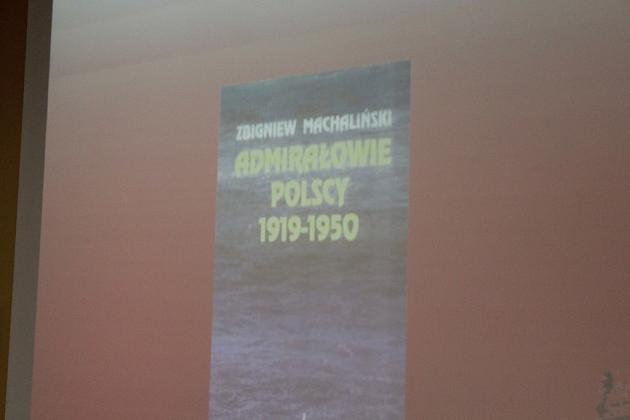 ZBIGNIEW MACHALIŃSKI
ADMIRAŁOWIE
POLSCY
1919-1950